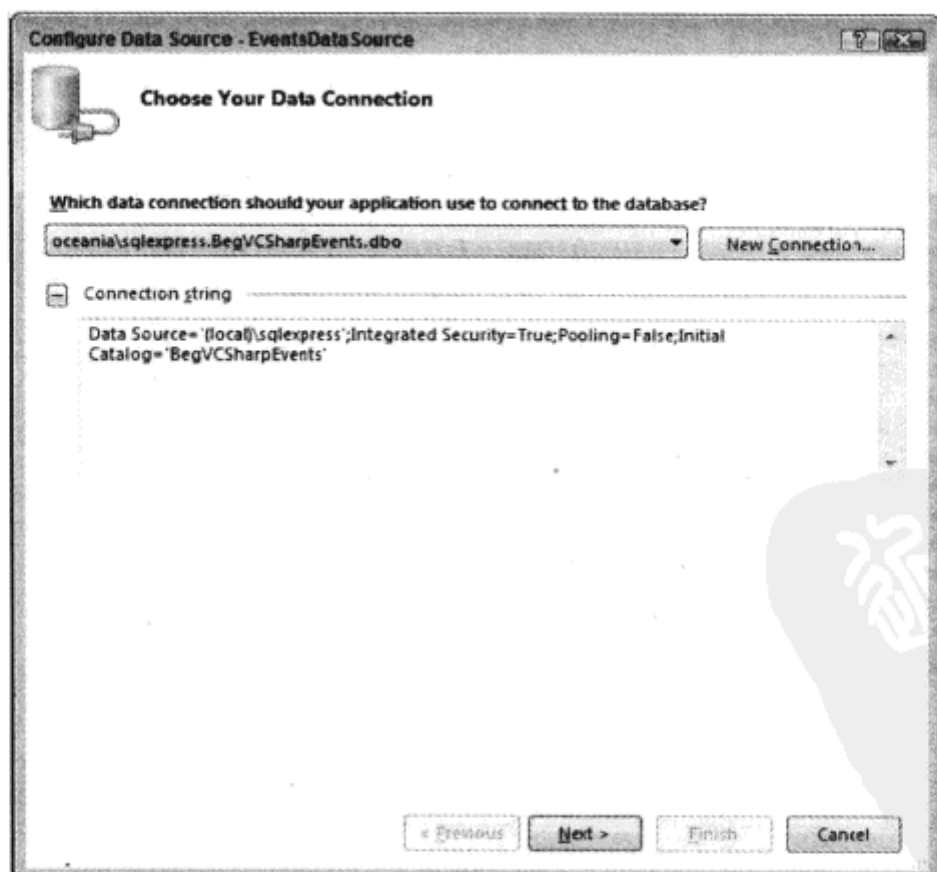 Configure Data Source - EventsDataSource
Choose Your Data Connection
Which data connection should your application use to connect to the database?
oceania\sqlexpress.BegVCSharpEvents.dbo
New Connection...
Connection string
Data Source='(local)\sqlexpress';Integrated Security=True;Pooling=False;Initial
Catalog='BegVCSharpEvents'
< Previous
Next >
Finish
Cancel